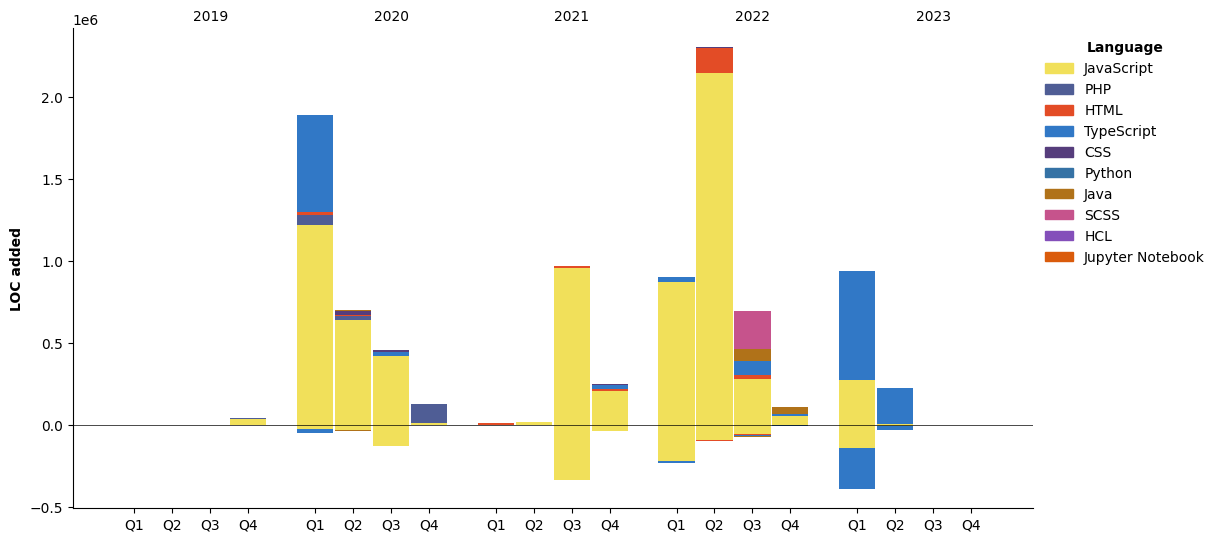 1e6
2019 2020 2021 2022 2023
Language
JavaScript
PHP
HTML
TypeScript
CSS
Python
Java
SCSS
HCL
Jupyter Notebook
LOC added
2.0
1.5
1.0
0.5
0.0
−0.5
Q1 Q2 Q3 Q4 Q1 Q2 Q3 Q4 Q1 Q2 Q3 Q4 Q1 Q2 Q3 Q4 Q1 Q2 Q3 Q4